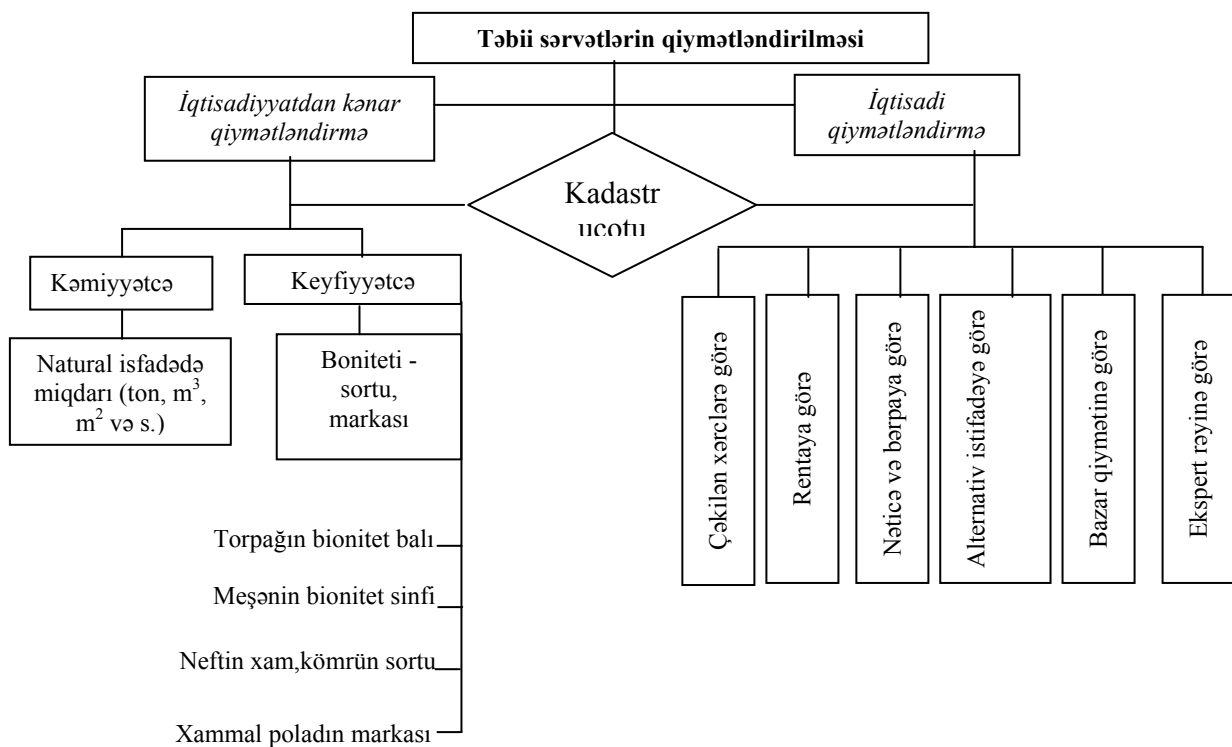 Təbii sərvətlərin qiymətləndirilməsi
İqtisadiyyatdan kənar
qiymətləndirmə
İqtisadi
qiymətləndirmə
Kadastr
uçotu
Kəmiyyətcə
Keyfiyyətcə
Natural isfadədə
miqdarı (ton, m³,
m² və s.)
Boniteti -
sortu,
markası
Çəkilən xərclərə görə
Rentaya görə
Nəticə və bərpaya görə
Alternativ istifadəyə görə
Bazar qiymətinə görə
Ekspert rəyinə görə
Torpağın bionitet balı
Meşənin bionitet sinfi
Neftin xam,kömrün sortu
Xammal poladın markası